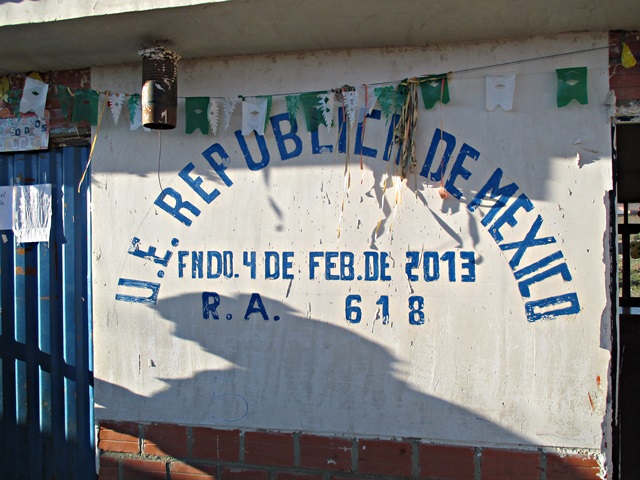 U.E. REPUBLICA DE MEXICO
FNDO. 4 DE FEB. DE 2013
R.A. 618